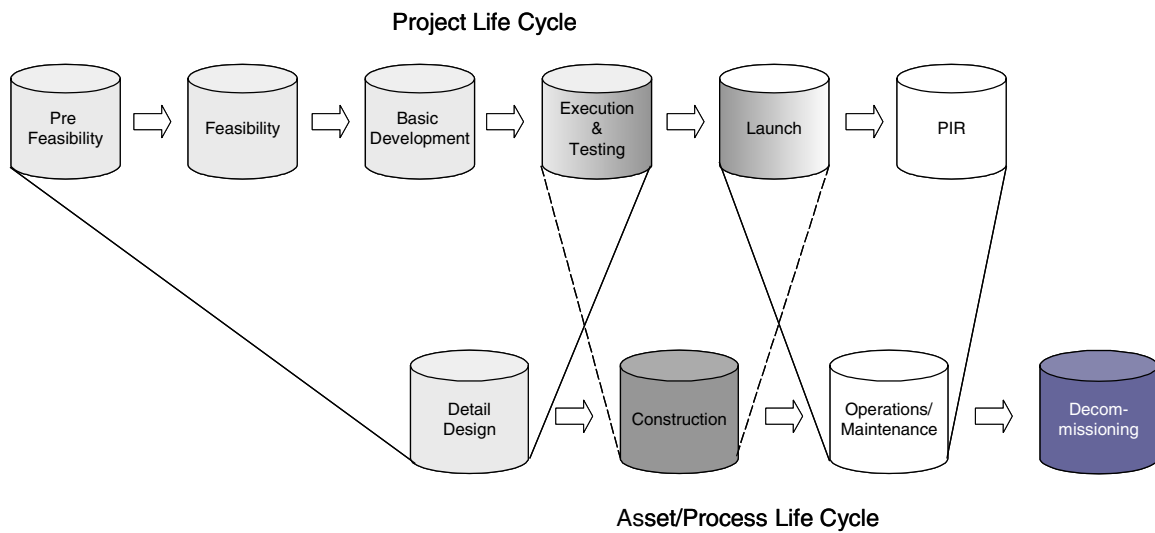 Project Life Cycle
Pre
Feasibility
Feasibility
Basic
Development
Execution
&
Testing
Launch
PIR
Detail
Design
Construction
Operations/
Maintenance
Decom-
missioning
Asset/Process Life Cycle